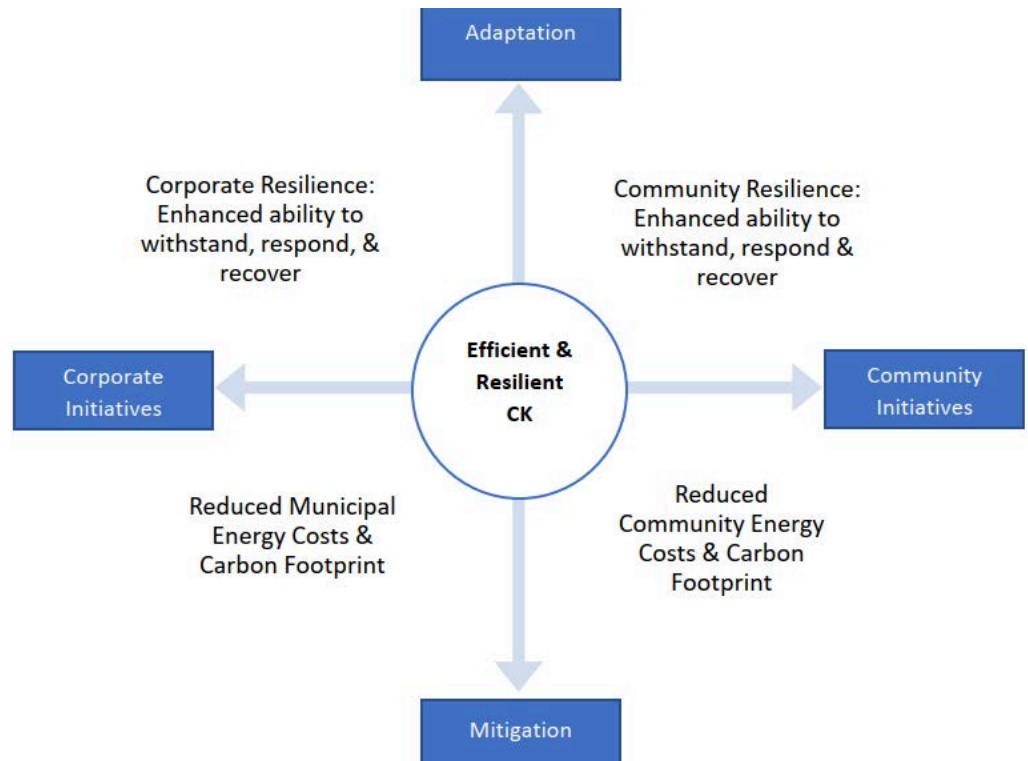 Adaptation
Corporate Resilience:
Enhanced ability to
withstand, respond, &
recover
Community Resilience:
Enhanced ability to
withstand, respond &
recover
Corporate
Initiatives
Efficient &
Resilient
CK
Community
Initiatives
Reduced Municipal
Energy Costs &
Carbon Footprint
Reduced
Community Energy
Costs & Carbon
Footprint
Mitigation